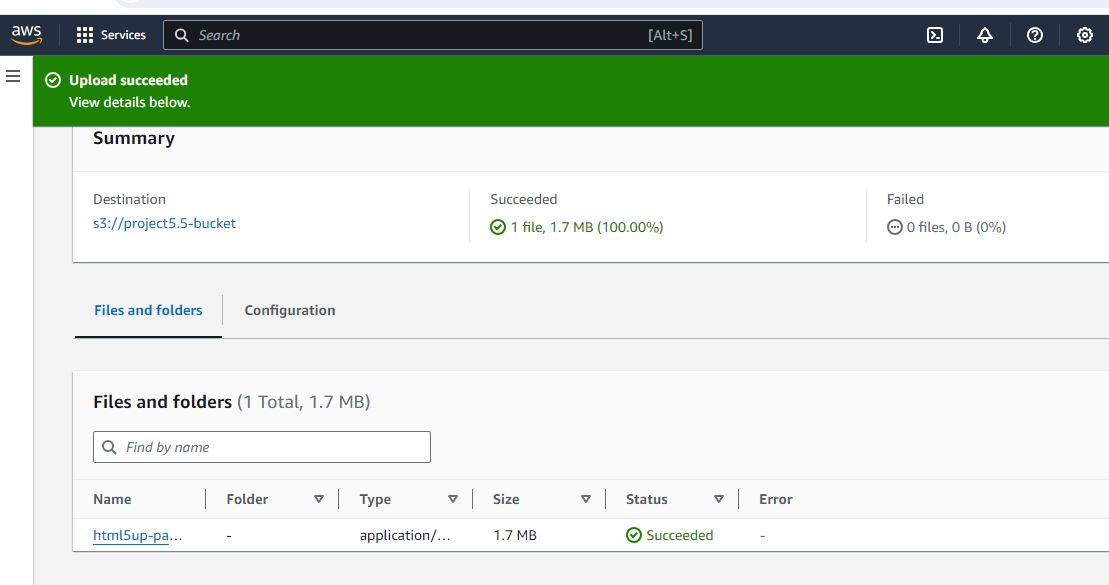 aws Services Search [Alt+S]
Upload succeeded
View details below.
Summary
Destination Succeeded Failed
s3://project5.5-bucket 1 file, 1.7 MB (100.00%) 0 files, 0 B (0%)
Files and folders Configuration
Files and folders (1 Total, 1.7 MB)
Find by name
Name Folder Type Size Status Error
html5up-pa... - application/... 1.7 MB Succeeded -